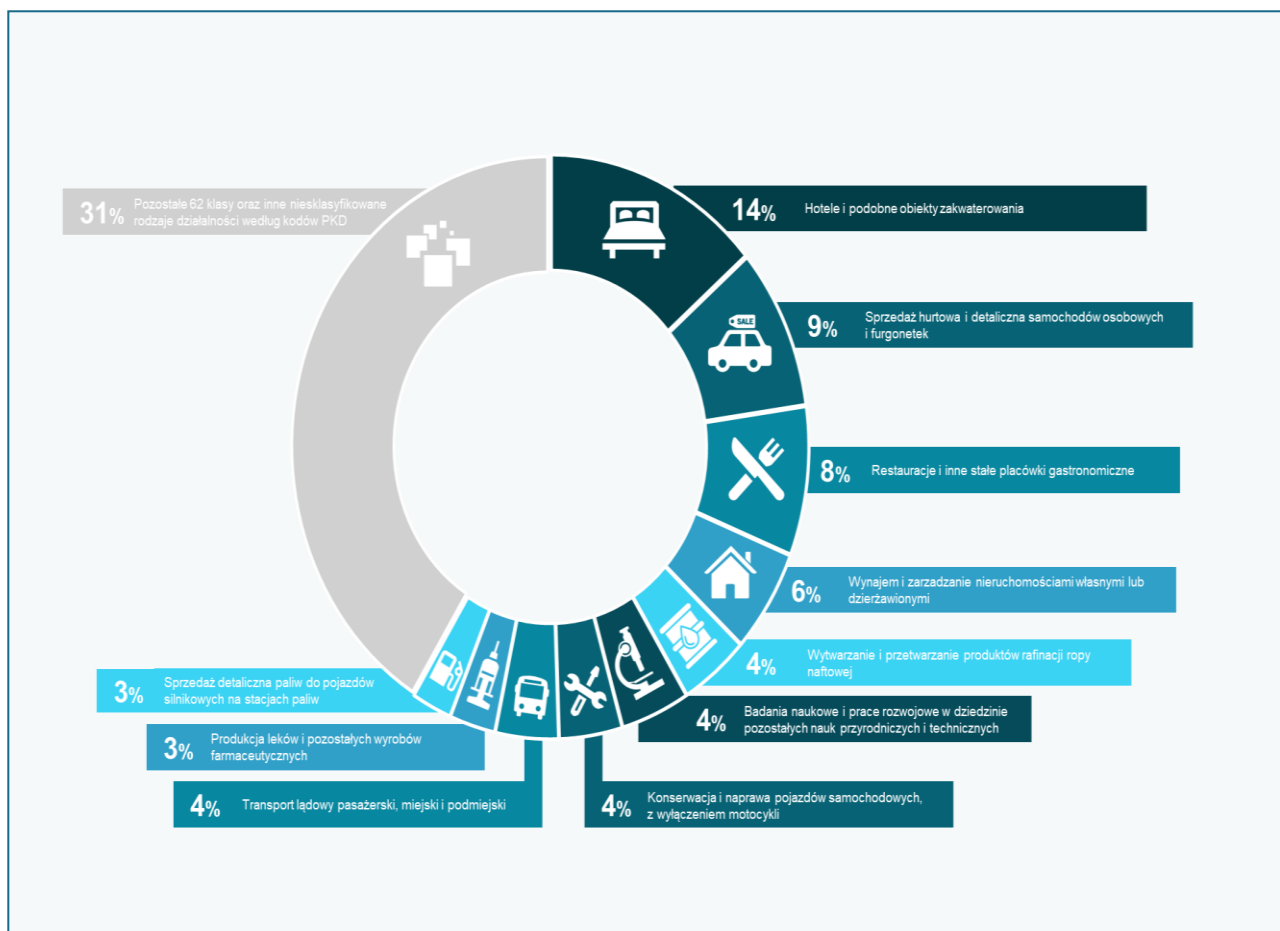 31% Pozostałe 62 klasy oraz inne niesklasyfikowane
rodzaje działalności według kodów PKD
14% Hotele i podobne obiekty zakwaterowania
SALE
9% Sprzedaż hurtowa i detaliczna samochodów osobowych
i furgonetek
8% Restauracje i inne stałe placówki gastronomiczne
6% Wynajem i zarzadzanie nieruchomościami własnymi lub
dzierżawionymi
4% Wytwarzanie i przetwarzanie produktów rafinacji ropy
naftowej
3% Sprzedaż detaliczna paliw do pojazdów
silnikowych na stacjach paliw
4% Badania naukowe i prace rozwojowe w dziedzinie
pozostałych nauk przyrodniczych i technicznych
3% Produkcja leków i pozostałych wyrobów
farmaceutycznych
4% Transport lądowy pasażerski, miejski i podmiejski
4% Konserwacja i naprawa pojazdów samochodowych,
z wyłączeniem motocykli